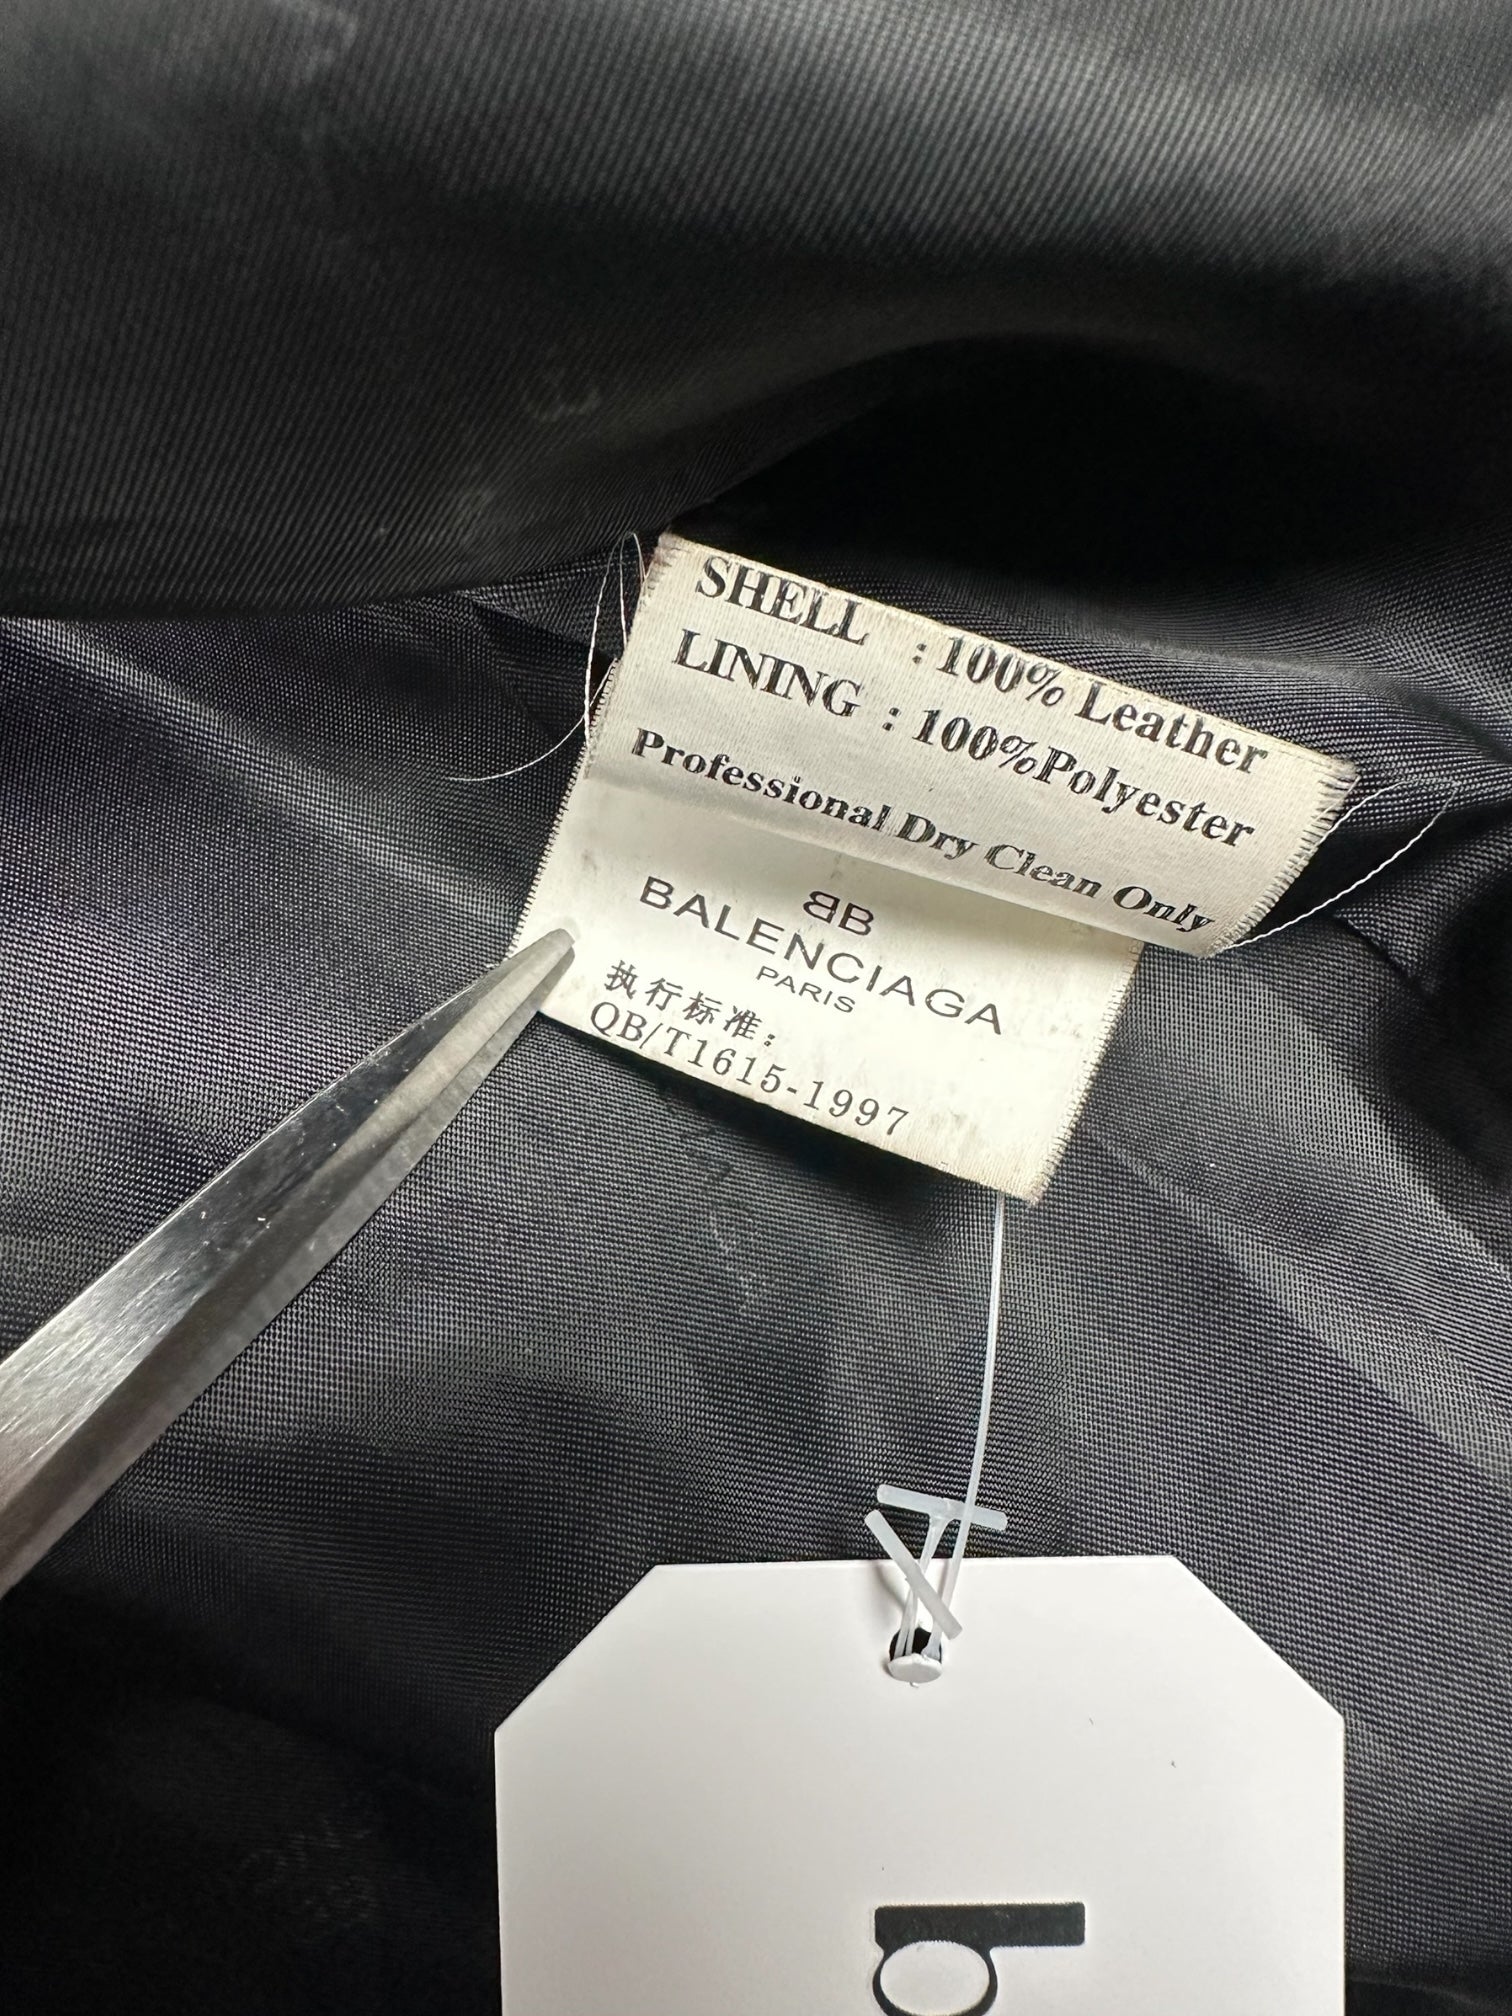 SHELL : 100% Leather
LINING : 100%Polyester
Professional Dry Clean Only
BB
BALENCIAGA
PARIS
执行标准:
QB/T1615-1997
b